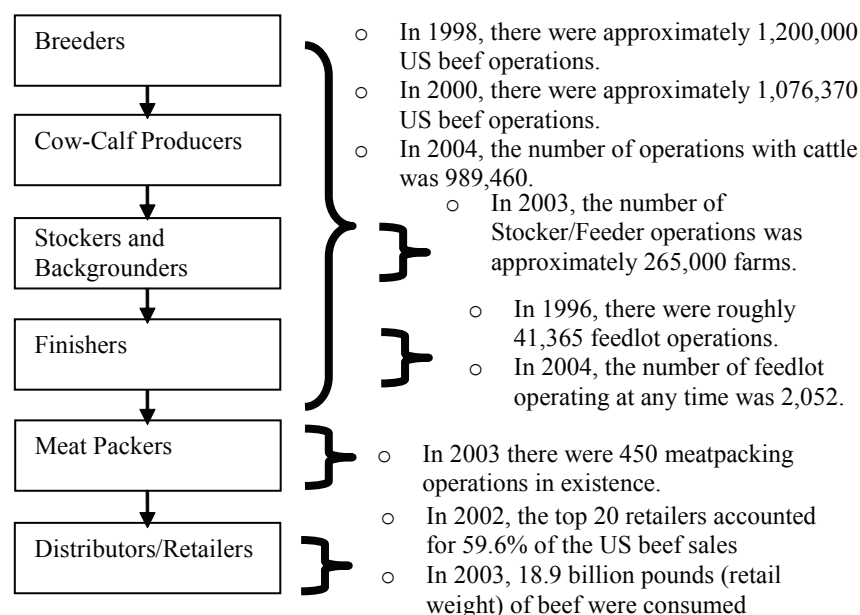 Breeders
Cow-Calf Producers
Stockers and
Backgrounders
Finishers
Meat Packers
Distributors/Retailers
o In 1998, there were approximately 1,200,000
US beef operations.
o In 2000, there were approximately 1,076,370
US beef operations.
o In 2004, the number of operations with cattle
was 989,460.
o In 2003, the number of
Stocker/Feeder operations was
approximately 265,000 farms.
o In 1996, there were roughly
41,365 feedlot operations.
o In 2004, the number of feedlot
operating at any time was 2,052.
o In 2003 there were 450 meatpacking
operations in existence.
o In 2002, the top 20 retailers accounted
for 59.6% of the US beef sales
o In 2003, 18.9 billion pounds (retail
weight) of beef were consumed